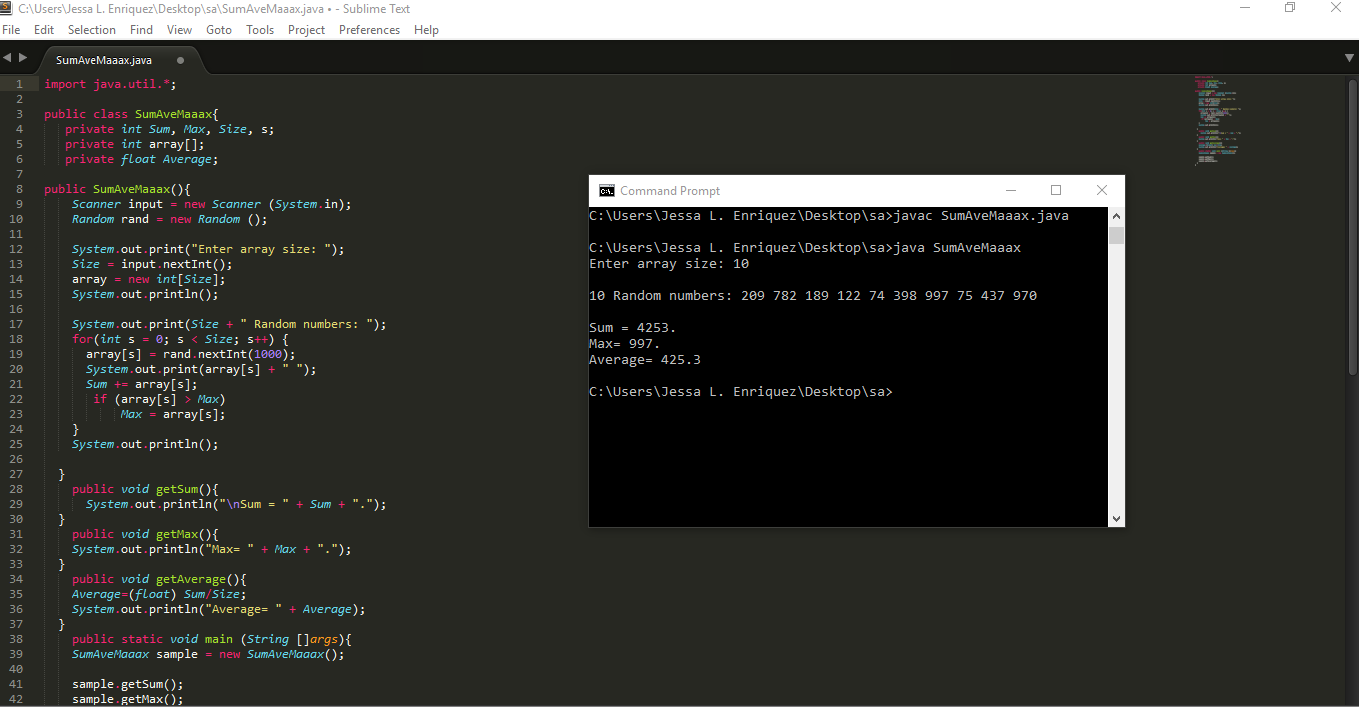 C:\Users\Jessa L. Enriquez\Desktop\sa\SumAveMaaax.java • - Sublime Text
File Edit Selection Find View Goto Tools Project Preferences Help
SumAveMaaax.java
1 import java.util.*;
2
3 public class SumAveMaaax{
4 private int Sum, Max, Size, s;
5 private int array[];
6 private float Average;
7
8 public SumAveMaaax(){
9 Scanner input = new Scanner (System.in);
10 Random rand = new Random ();
11
12 System.out.print("Enter array size: ");
13 Size = input.nextInt();
14 array = new int[Size];
15 System.out.println();
16
17 System.out.print(Size + " Random numbers: ");
18 for(int s = 0; s < Size; s++) {
19 array[s] = rand.nextInt(1000);
20 System.out.print(array[s] + " ");
21 Sum += array[s];
22 if (array[s] > Max)
23 Max = array[s];
24 }
25 System.out.println();
26
27 }
28 public void getSum(){
29 System.out.println("\nSum = " + Sum + ".");
30 }
31 public void getMax(){
32 System.out.println("Max= " + Max + ".");
33 }
34 public void getAverage(){
35 Average=(float) Sum/Size;
36 System.out.println("Average= " + Average);
37 }
38 public static void main (String []args){
39 SumAveMaaax sample = new SumAveMaaax();
40
41 sample.getSum();
42 sample.getMax();
Command Prompt
C:\Users\Jessa L. Enriquez\Desktop\sa>javac SumAveMaaax.java
C:\Users\Jessa L. Enriquez\Desktop\sa>java SumAveMaaax
Enter array size: 10
10 Random numbers: 209 782 189 122 74 398 997 75 437 970
Sum = 4253.
Max= 997.
Average= 425.3
C:\Users\Jessa L. Enriquez\Desktop\sa>